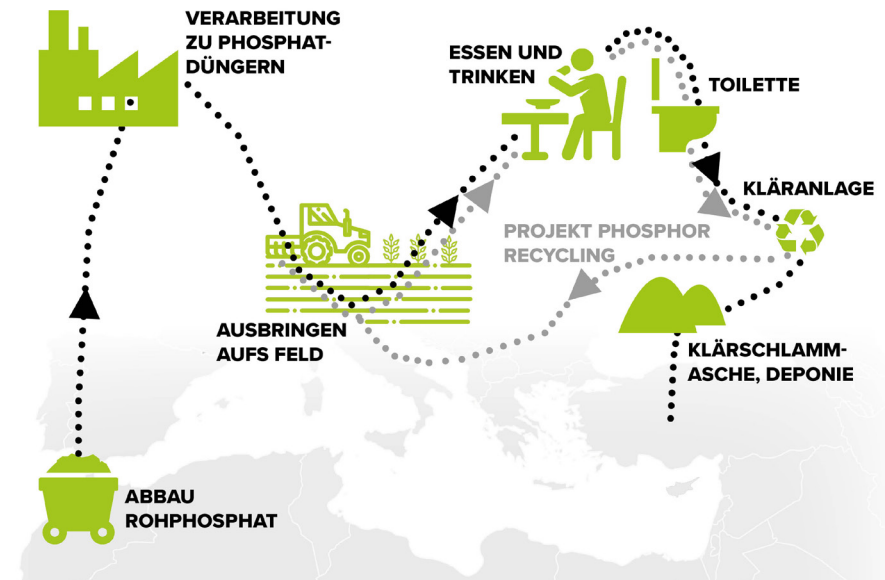 VERARBEITUNG
ZU PHOSPHAT-
DÜNGERN
ESSEN UND
TRINKEN
TOILETTE
KLÄRANLAGE
PROJEKT PHOSPHOR
RECYCLING
AUSBRINGEN
AUFS FELD
KLÄRSCHLAMM-
ASCHE, DEPONIE
ABBAU
ROHPHOSPHAT